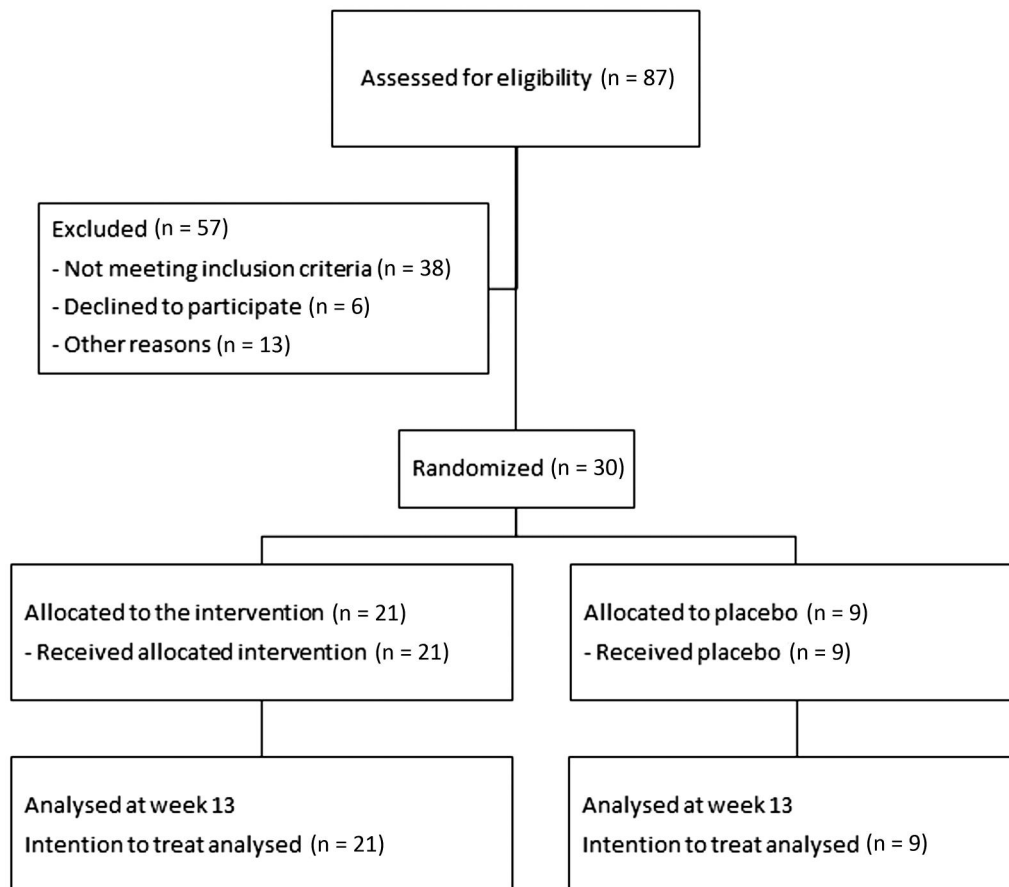 Assessed for eligibility (n = 87)
Excluded (n = 57)
- Not meeting inclusion criteria (n = 38)
- Declined to participate (n = 6)
- Other reasons (n = 13)
Randomized (n = 30)
Allocated to the intervention (n = 21)
- Received allocated intervention (n = 21)
Allocated to placebo (n = 9)
- Received placebo (n = 9)
Analysed at week 13
Intention to treat analysed (n = 21)
Analysed at week 13
Intention to treat analysed (n = 9)